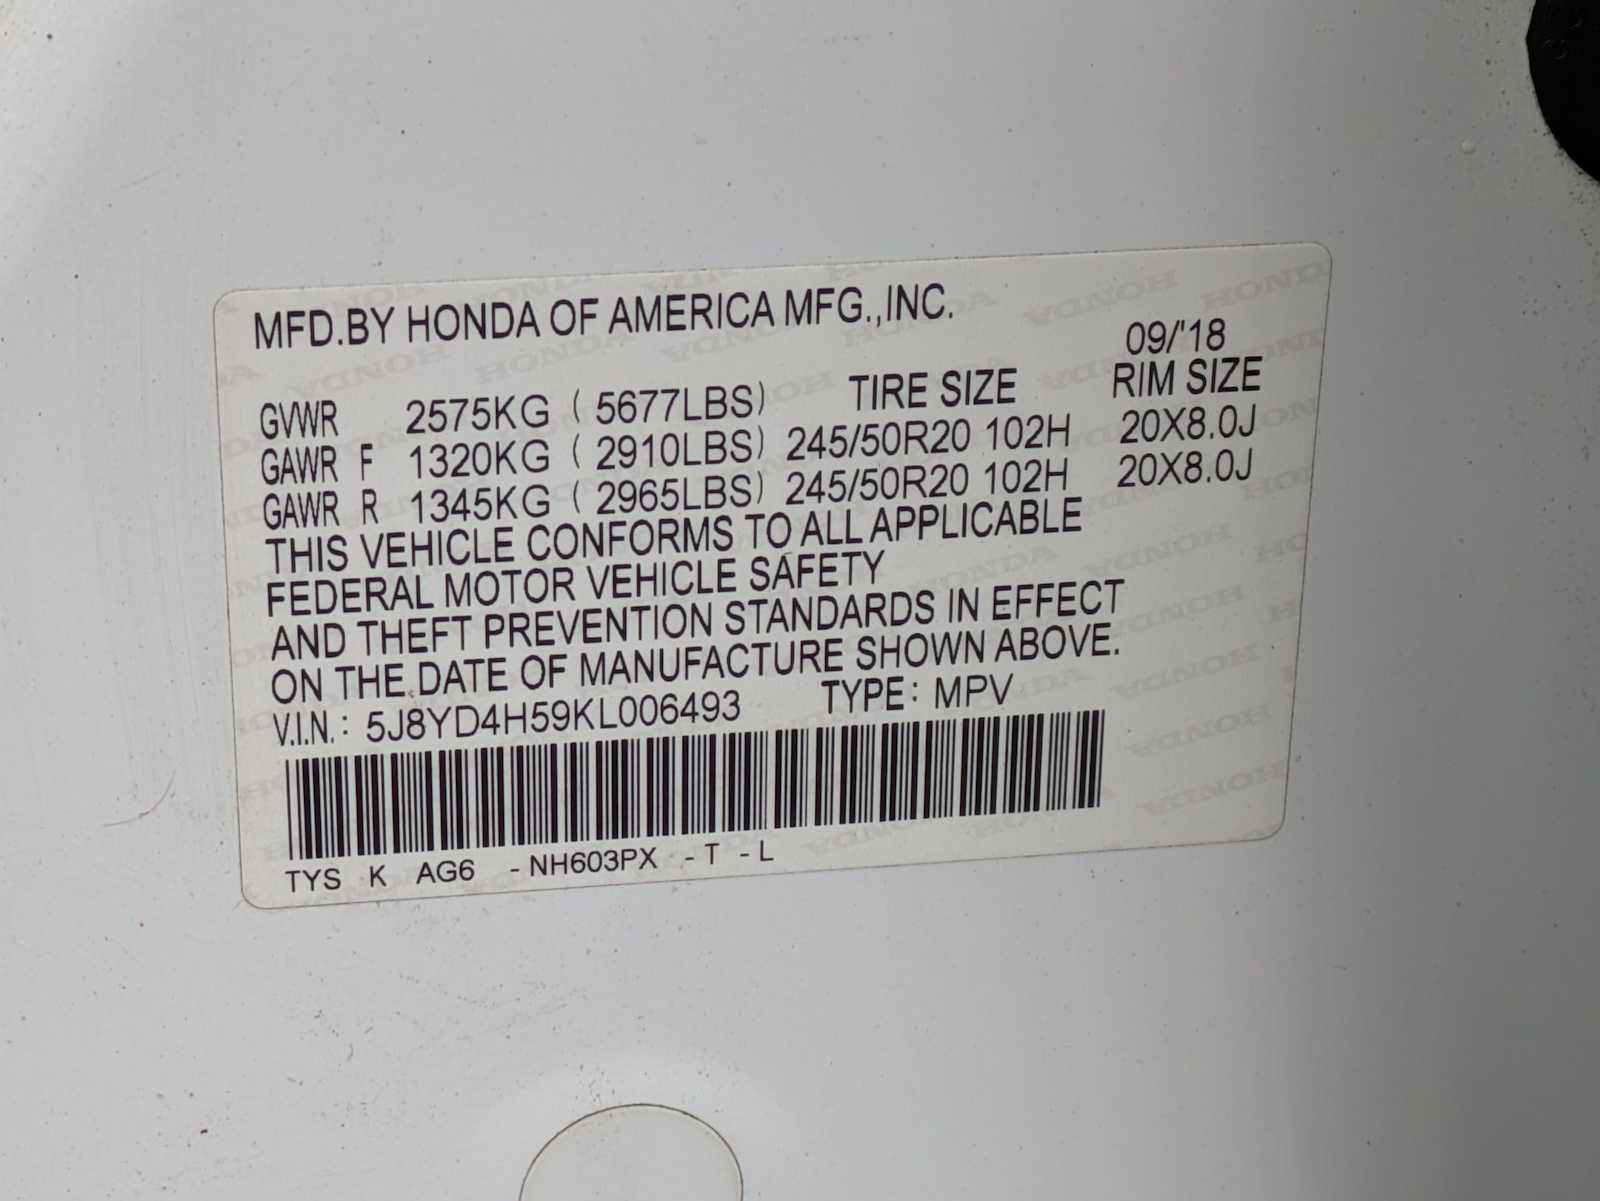 MFD.BY HONDA OF AMERICA MFG.,INC.
09/'18
GVWR 2575KG ( 5677LBS) TIRE SIZE RIM SIZE
GAWR F 1320KG ( 2910LBS) 245/50R20 102H 20X8.0J
GAWR R 1345KG ( 2965LBS) 245/50R20 102H 20X8.0J
THIS VEHICLE CONFORMS TO ALL APPLICABLE
FEDERAL MOTOR VEHICLE SAFETY
AND THEFT PREVENTION STANDARDS IN EFFECT
ON THE DATE OF MANUFACTURE SHOWN ABOVE.
V.I.N.: 5J8YD4H59KL006493 TYPE: MPV
TYS K AG6 -NH603PX -T -L